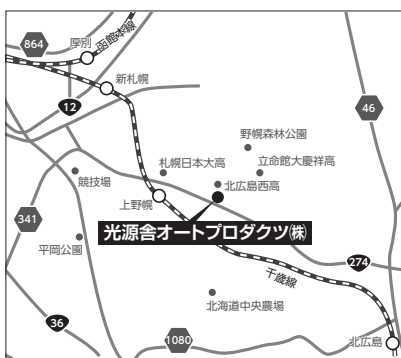 864
厚別
函館本線
新札幌
12
46
野幌森林公園
札幌日本大高
立命館大慶祥高
競技場
北広島西高
上野幌
341
光源舎オートプロダクツ㈱
平岡公園
274
千歳線
北海道中央農場
36
1080
北広島